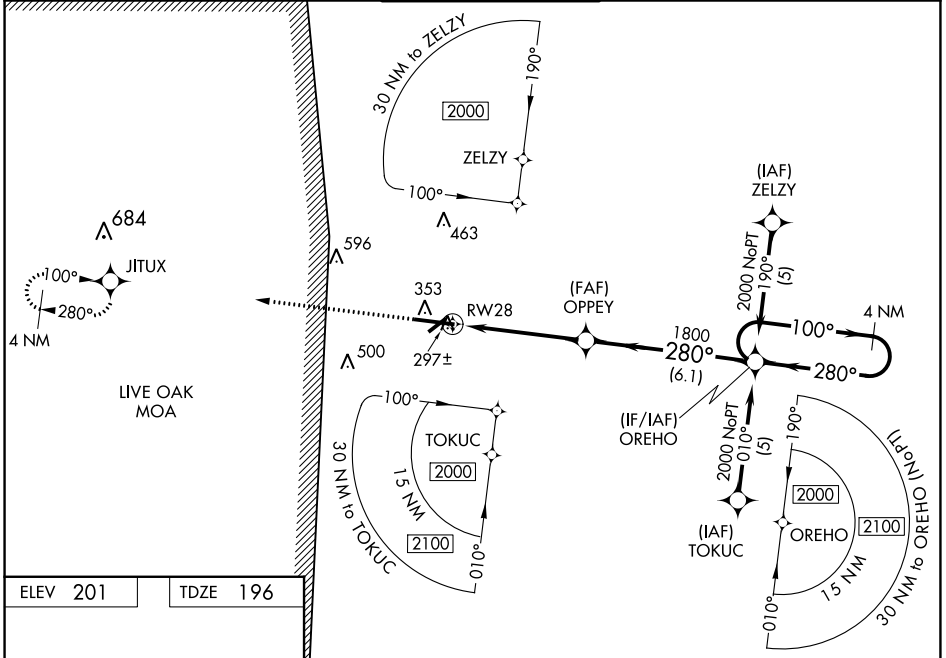 30 NM to ZELZY
190°
2000
ZELZY
100°
463
(IAF)
ZELZY
2000 NoPT
190°
(5)
684
JITUX
100°
280°
4 NM
596
353
RW28
297±
500
(FAF)
OPPEY
1800
280°
(6.1)
100°
4 NM
280°
(IF/IAF)
OREHO
2000 NoPT
010°
(5)
(IAF)
TOKUC
LIVE OAK
MOA
100°
TOKUC
2000
15 NM
2100
30 NM to TOKUC
010°
190°
2000
OREHO
2100
15 NM
30 NM to OREHO (NoPT)
010°
ELEV 201
TDZE 196